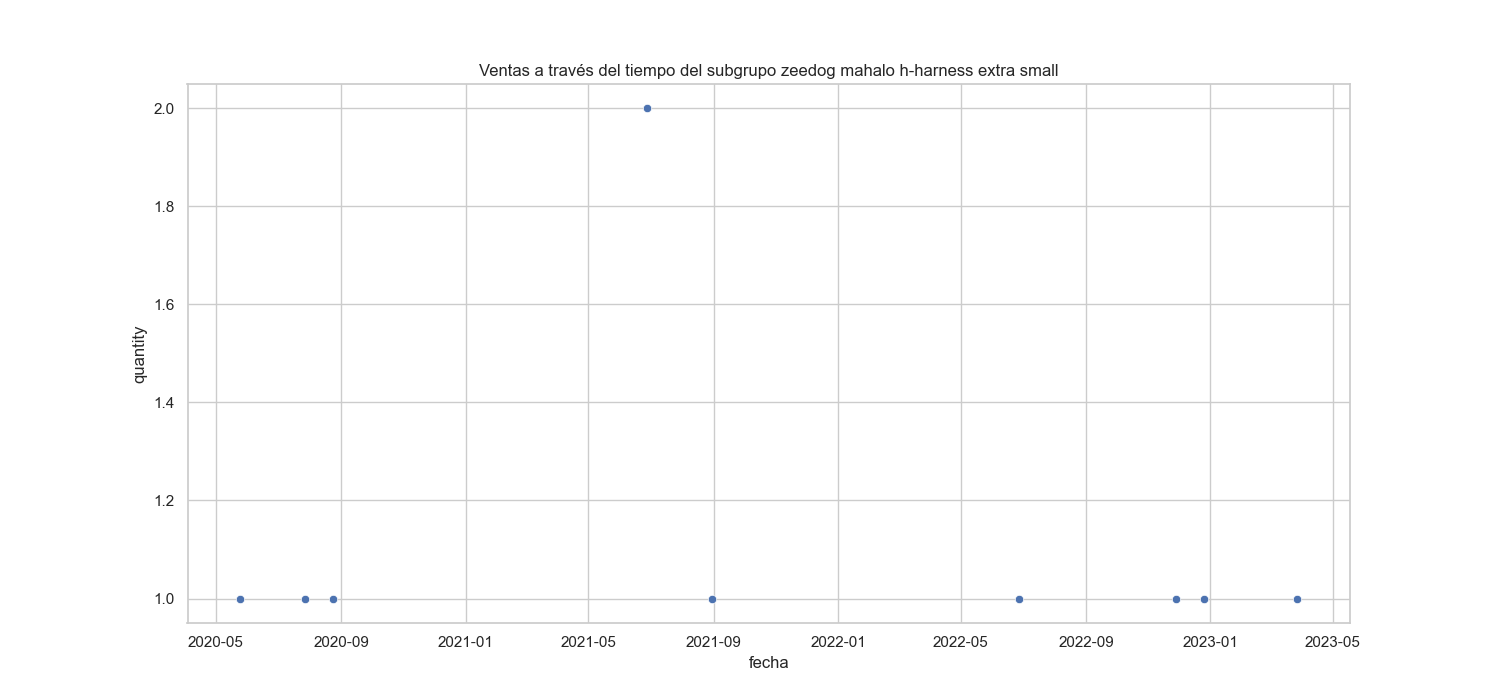 Ventas a través del tiempo del subgrupo zeedog mahalo h-harness extra small
2.0
1.8
1.6
1.4
1.2
1.0
quantity
2020-05 2020-09 2021-01 2021-05 2021-09 2022-01 2022-05 2022-09 2023-01 2023-05
fecha